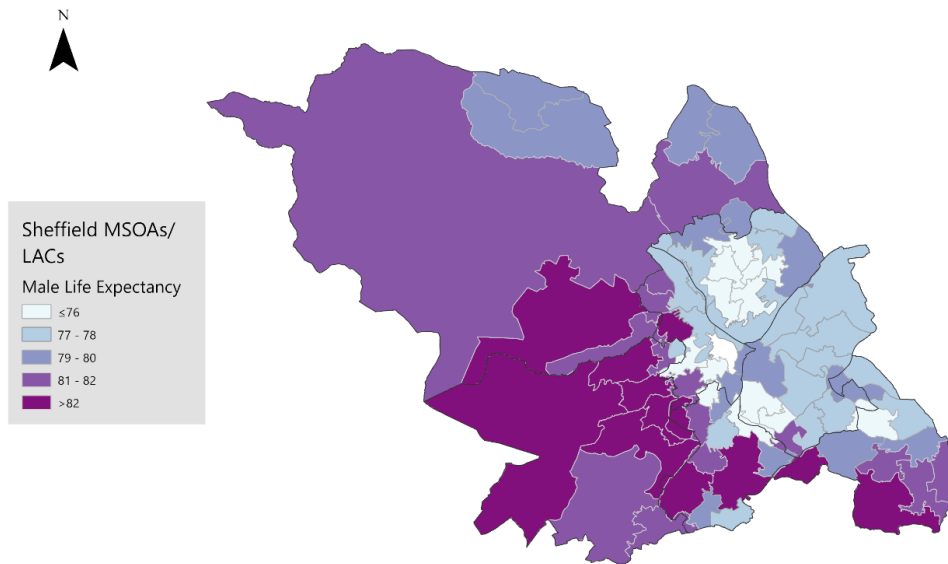 N
Sheffield MSOAs/
LACs
Male Life Expectancy
≤76
77 - 78
79 - 80
81 - 82
>82